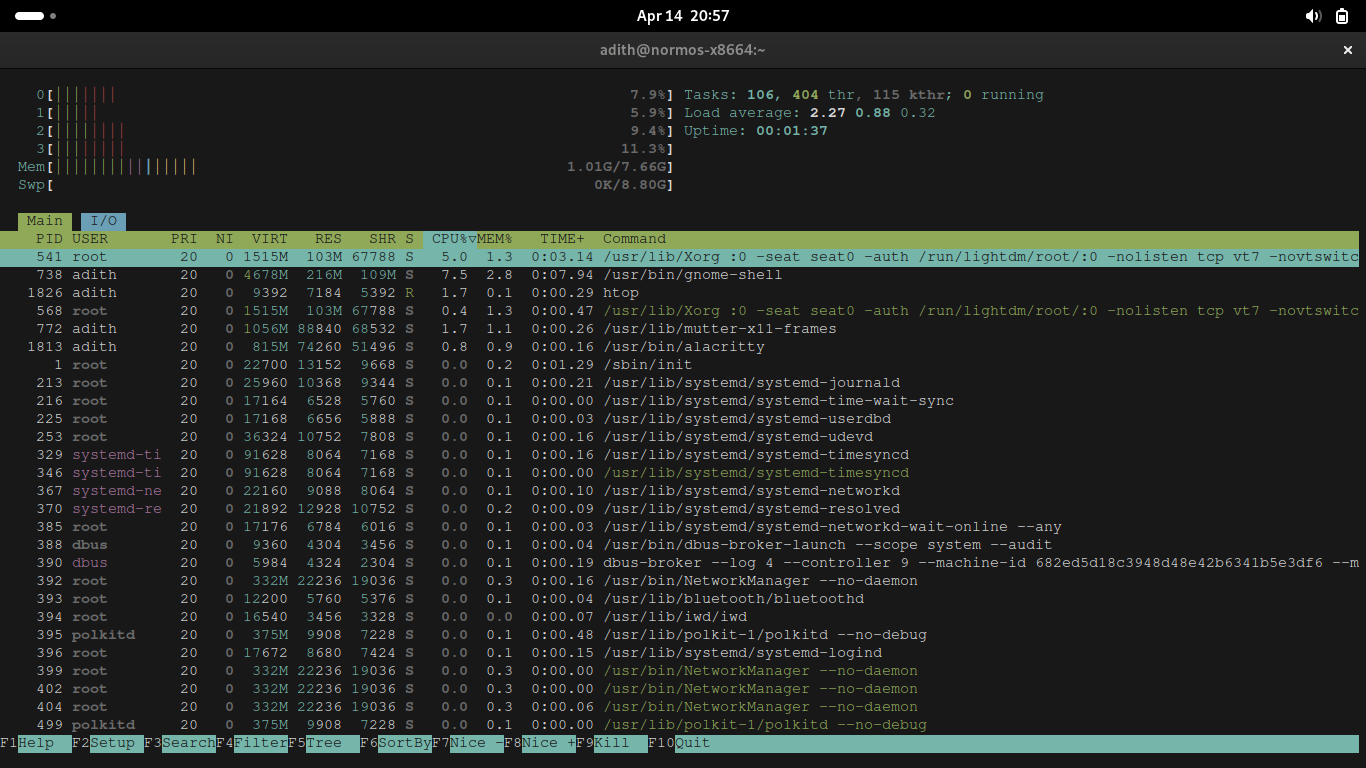 Apr 14 20:57
adith@normos-x8664:~
0[||||||| 7.9%] Tasks: 106, 404 thr, 115 kthr; 0 running
1[||||| 5.9%] Load average: 2.27 0.88 0.32
2[|||||||| 9.4%] Uptime: 00:01:37
3[|||||||| 11.3%]
Mem[|||||||||||||||| 1.01G/7.66G]
Swp[ 0K/8.80G]
Main I/O
PID USER PRI NI VIRT RES SHR S CPU%▽MEM% TIME+ Command
541 root 20 0 1515M 103M 67788 S 5.0 1.3 0:03.14 /usr/lib/Xorg :0 -seat seat0 -auth /run/lightdm/root/:0 -nolisten tcp vt7 -novtswitc
738 adith 20 0 4678M 216M 109M S 7.5 2.8 0:07.94 /usr/bin/gnome-shell
1826 adith 20 0 9392 7184 5392 R 1.7 0.1 0:00.29 htop
568 root 20 0 1515M 103M 67788 S 0.4 1.3 0:00.47 /usr/lib/Xorg :0 -seat seat0 -auth /run/lightdm/root/:0 -nolisten tcp vt7 -novtswitc
772 adith 20 0 1056M 88840 68532 S 1.7 1.1 0:00.26 /usr/lib/mutter-x11-frames
1813 adith 20 0 815M 74260 51496 S 0.8 0.9 0:00.16 /usr/bin/alacritty
1 root 20 0 22700 13152 9668 S 0.0 0.2 0:01.29 /sbin/init
213 root 20 0 25960 10368 9344 S 0.0 0.1 0:00.21 /usr/lib/systemd/systemd-journald
216 root 20 0 17164 6528 5760 S 0.0 0.1 0:00.00 /usr/lib/systemd/systemd-time-wait-sync
225 root 20 0 17168 6656 5888 S 0.0 0.1 0:00.03 /usr/lib/systemd/systemd-userdbd
253 root 20 0 36324 10752 7808 S 0.0 0.1 0:00.16 /usr/lib/systemd/systemd-udevd
329 systemd-ti 20 0 91628 8064 7168 S 0.0 0.1 0:00.16 /usr/lib/systemd/systemd-timesyncd
346 systemd-ti 20 0 91628 8064 7168 S 0.0 0.1 0:00.00 /usr/lib/systemd/systemd-timesyncd
367 systemd-ne 20 0 22160 9088 8064 S 0.0 0.1 0:00.10 /usr/lib/systemd/systemd-networkd
370 systemd-re 20 0 21892 12928 10752 S 0.0 0.2 0:00.09 /usr/lib/systemd/systemd-resolved
385 root 20 0 17176 6784 6016 S 0.0 0.1 0:00.03 /usr/lib/systemd/systemd-networkd-wait-online --any
388 dbus 20 0 9360 4304 3456 S 0.0 0.1 0:00.04 /usr/bin/dbus-broker-launch --scope system --audit
390 dbus 20 0 5984 4324 2304 S 0.0 0.1 0:00.19 dbus-broker --log 4 --controller 9 --machine-id 682ed5d18c3948d48e42b6341b5e3df6 --m
392 root 20 0 332M 22236 19036 S 0.0 0.3 0:00.16 /usr/bin/NetworkManager --no-daemon
393 root 20 0 12200 5760 5376 S 0.0 0.1 0:00.04 /usr/lib/bluetooth/bluetoothd
394 root 20 0 16540 3456 3328 S 0.0 0.0 0:00.07 /usr/lib/iwd/iwd
395 polkitd 20 0 375M 9908 7228 S 0.0 0.1 0:00.48 /usr/lib/polkit-1/polkitd --no-debug
396 root 20 0 17672 8680 7424 S 0.0 0.1 0:00.15 /usr/lib/systemd/systemd-logind
399 root 20 0 332M 22236 19036 S 0.0 0.3 0:00.00 /usr/bin/NetworkManager --no-daemon
402 root 20 0 332M 22236 19036 S 0.0 0.3 0:00.00 /usr/bin/NetworkManager --no-daemon
404 root 20 0 332M 22236 19036 S 0.0 0.3 0:00.06 /usr/bin/NetworkManager --no-daemon
499 polkitd 20 0 375M 9908 7228 S 0.0 0.1 0:00.00 /usr/lib/polkit-1/polkitd --no-debug
F1Help F2Setup F3SearchF4FilterF5Tree F6SortByF7Nice -F8Nice +F9Kill F10Quit